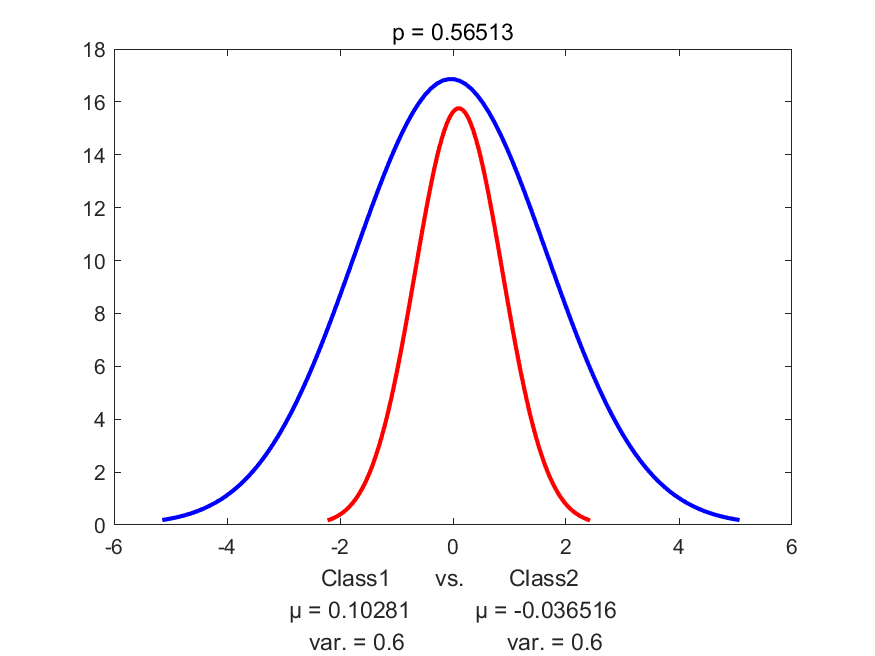 p = 0.56513
18
16
14
12
10
8
6
4
2
0
-6 -4 -2 0 2 4 6
Class1 vs. Class2
μ = 0.10281 μ = -0.036516
var. = 0.6 var. = 0.6